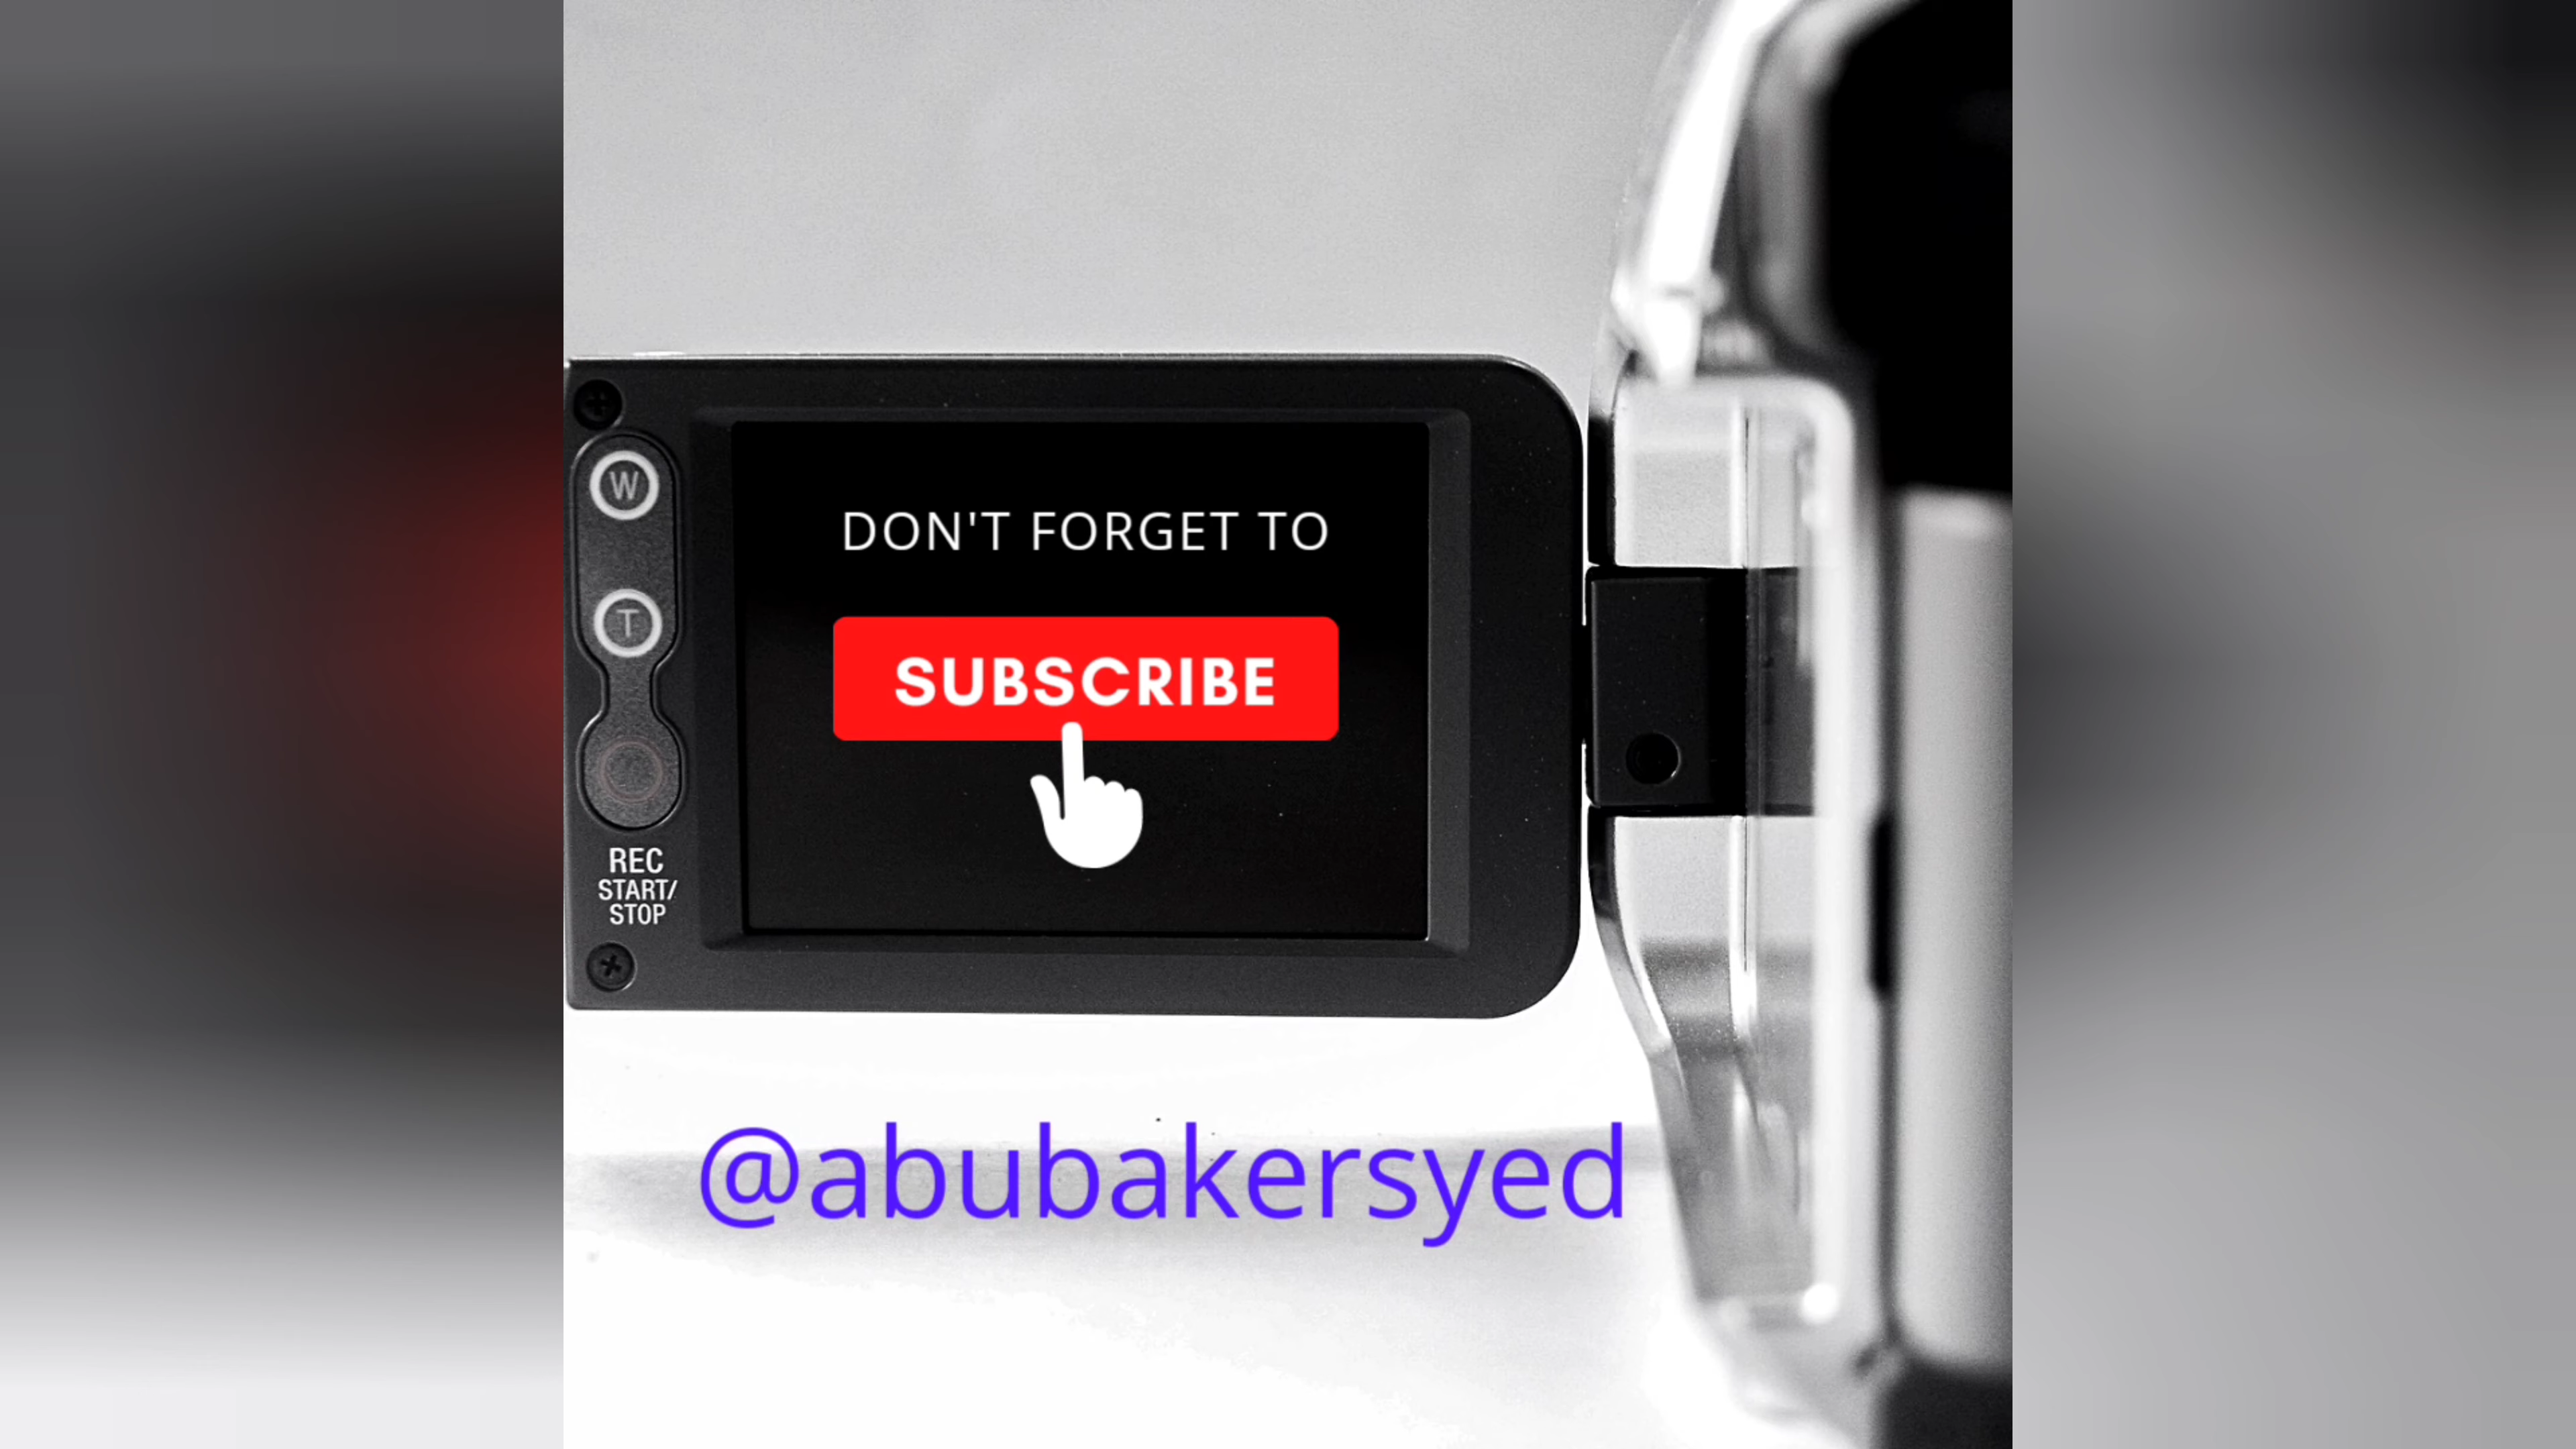 DON'T FORGET TO
SUBSCRIBE
W
T
REC
START/
STOP
@abubakersyed